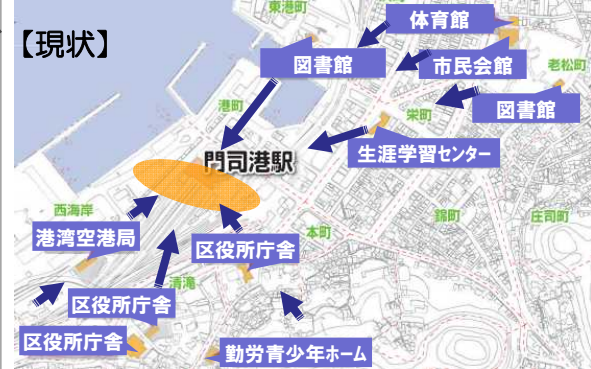 【現状】
東港町
体育館
図書館
市民会館
老松町
港町
栄町
図書館
生涯学習センター
門司港駅
西海岸
錦町
庄司町
港湾空港局
区役所庁舎
本町
清滝
区役所庁舎
区役所庁舎
勤労青少年ホーム